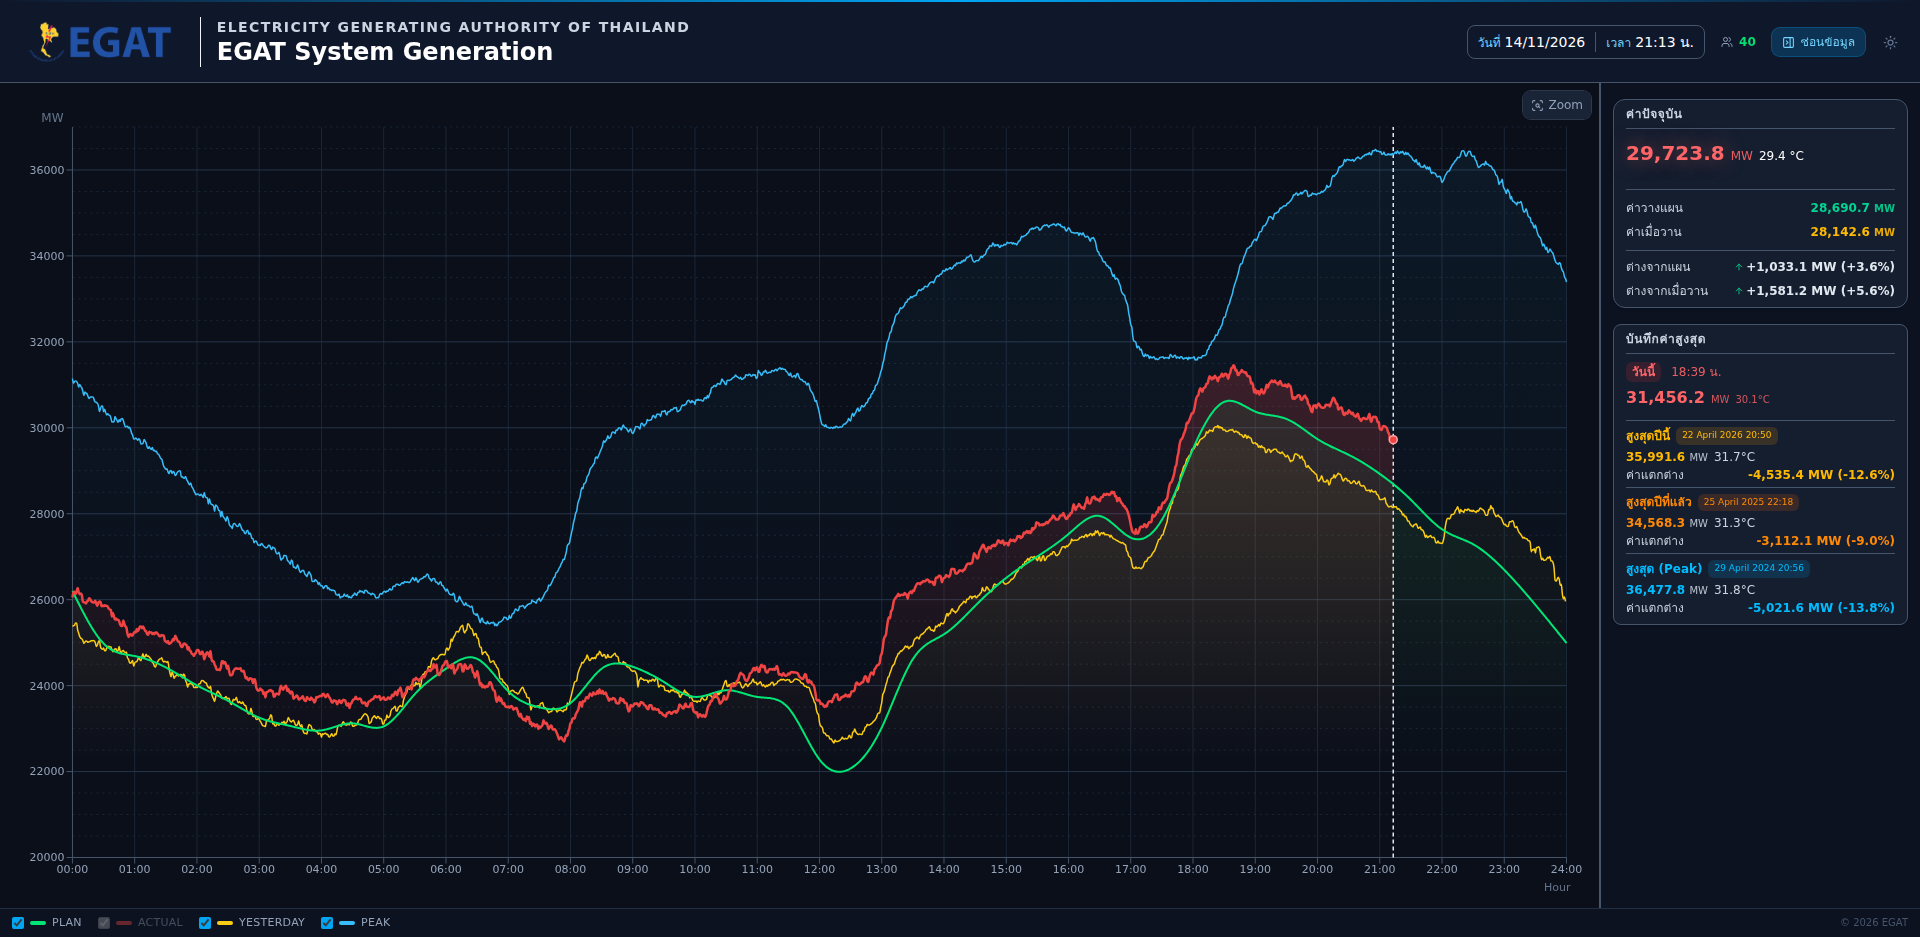 EGAT
ELECTRICITY GENERATING AUTHORITY OF THAILAND
EGAT System Generation
วันที่ 14/11/2026 เวลา 21:13 น.
40
ซ่อนข้อมูล
Zoom
MW
36000
34000
32000
30000
28000
26000
24000
22000
20000
00:00 01:00 02:00 03:00 04:00 05:00 06:00 07:00 08:00 09:00 10:00 11:00 12:00 13:00 14:00 15:00 16:00 17:00 18:00 19:00 20:00 21:00 22:00 23:00 24:00
Hour
ค่าปัจจุบัน
29,723.8 MW 29.4 °C
ค่าวางแผน 28,690.7 MW
ค่าเมื่อวาน 28,142.6 MW
ต่างจากแผน ↑ +1,033.1 MW (+3.6%)
ต่างจากเมื่อวาน ↑ +1,581.2 MW (+5.6%)
บันทึกค่าสูงสุด
วันนี้ 18:39 น.
31,456.2 MW 30.1°C
สูงสุดปีนี้ 22 April 2026 20:50
35,991.6 MW 31.7°C
ค่าแตกต่าง -4,535.4 MW (-12.6%)
สูงสุดปีที่แล้ว 25 April 2025 22:18
34,568.3 MW 31.3°C
ค่าแตกต่าง -3,112.1 MW (-9.0%)
สูงสุด (Peak) 29 April 2024 20:56
36,477.8 MW 31.8°C
ค่าแตกต่าง -5,021.6 MW (-13.8%)
PLAN ACTUAL YESTERDAY PEAK
© 2026 EGAT